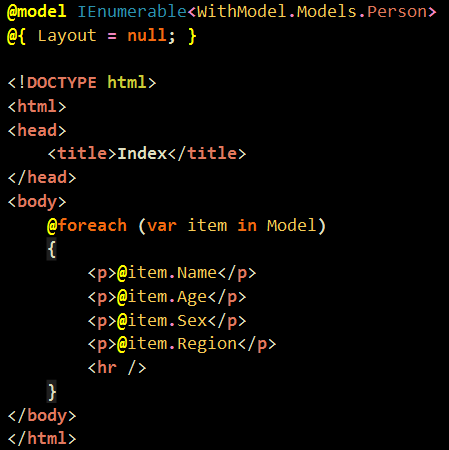 @model IEnumerable<WithModel.Models.Person>
@{ Layout = null; }

<!DOCTYPE html>
<html>
<head>
    <title>Index</title>
</head>
<body>
    @foreach (var item in Model)
    {
        <p>@item.Name</p>
        <p>@item.Age</p>
        <p>@item.Sex</p>
        <p>@item.Region</p>
        <hr />
    }
</body>
</html>